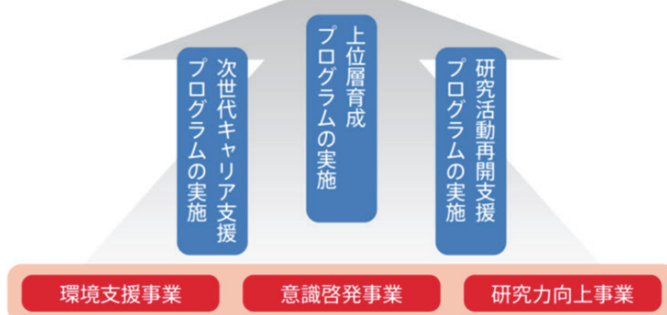 次世代キャリア支援
プログラムの実施
上位層育成
プログラムの実施
研究活動再開支援
プログラムの実施
環境支援事業
意識啓発事業
研究力向上事業